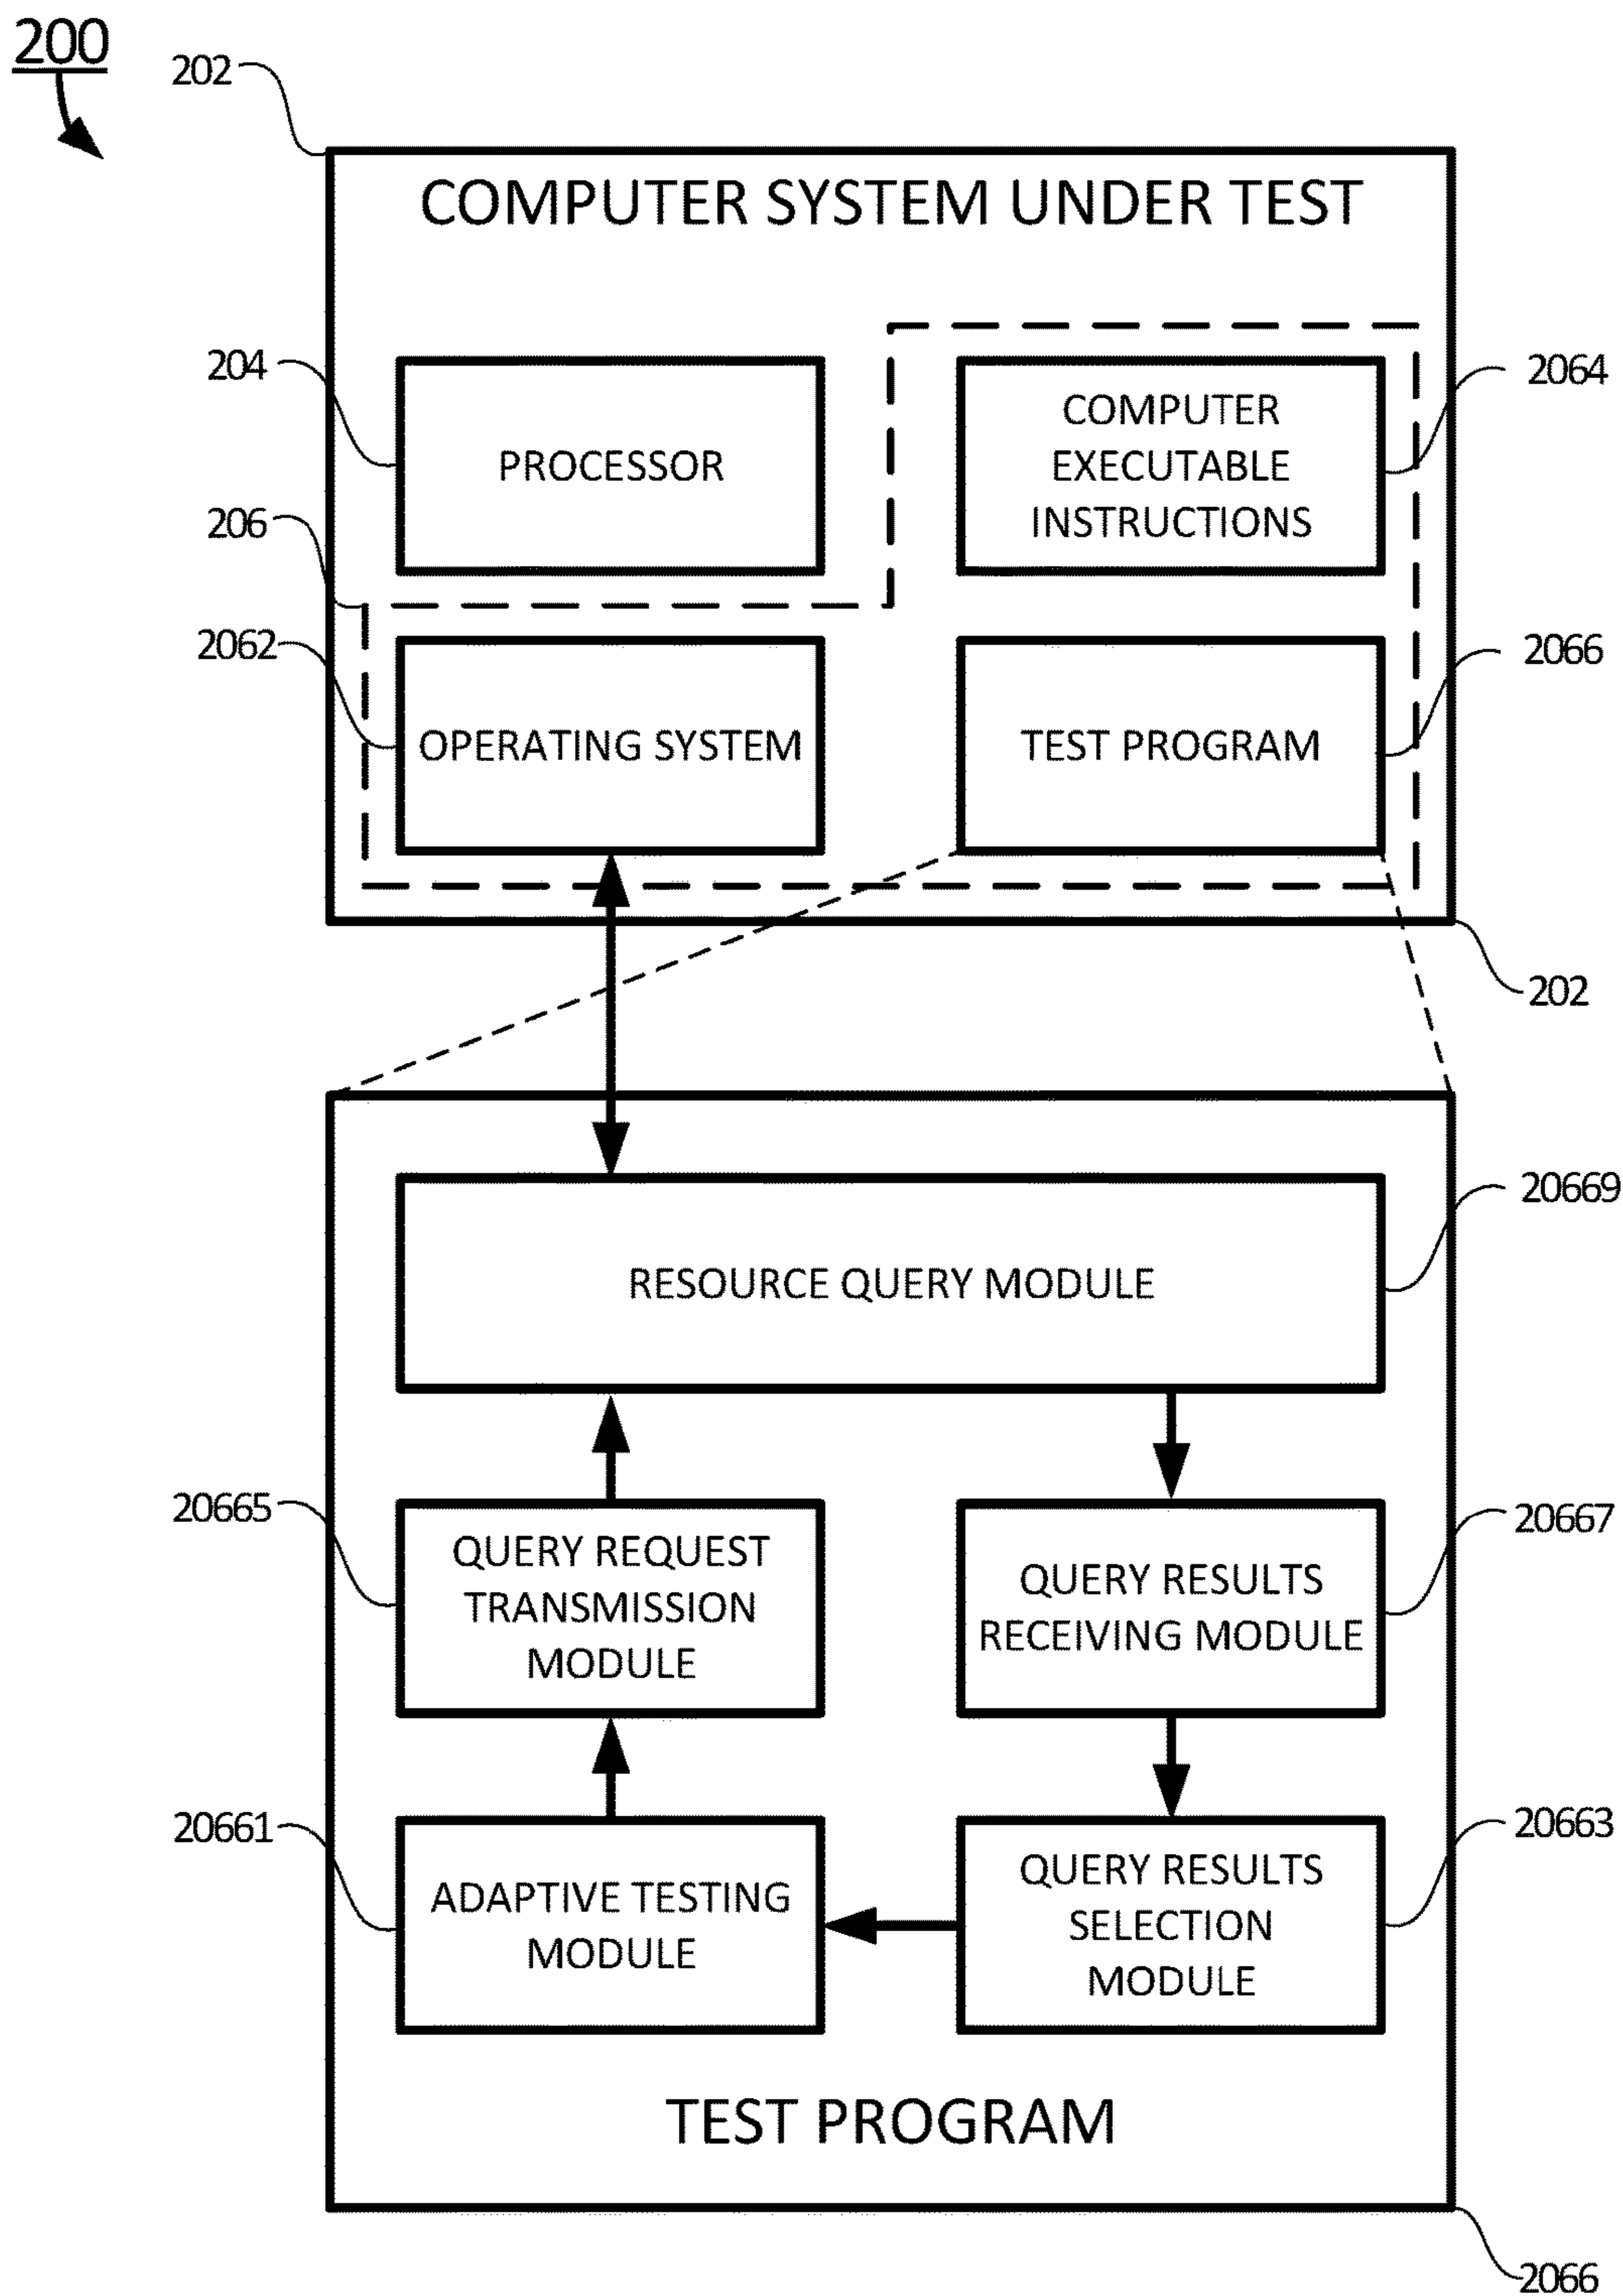 200
202
COMPUTER SYSTEM UNDER TEST
204
PROCESSOR
COMPUTER
EXECUTABLE
INSTRUCTIONS
2064
206
2062
OPERATING SYSTEM
TEST PROGRAM
2066
202
RESOURCE QUERY MODULE
20669
20665
QUERY REQUEST
TRANSMISSION
MODULE
QUERY RESULTS
RECEIVING MODULE
20667
20661
ADAPTIVE TESTING
MODULE
QUERY RESULTS
SELECTION
MODULE
20663
TEST PROGRAM
2066